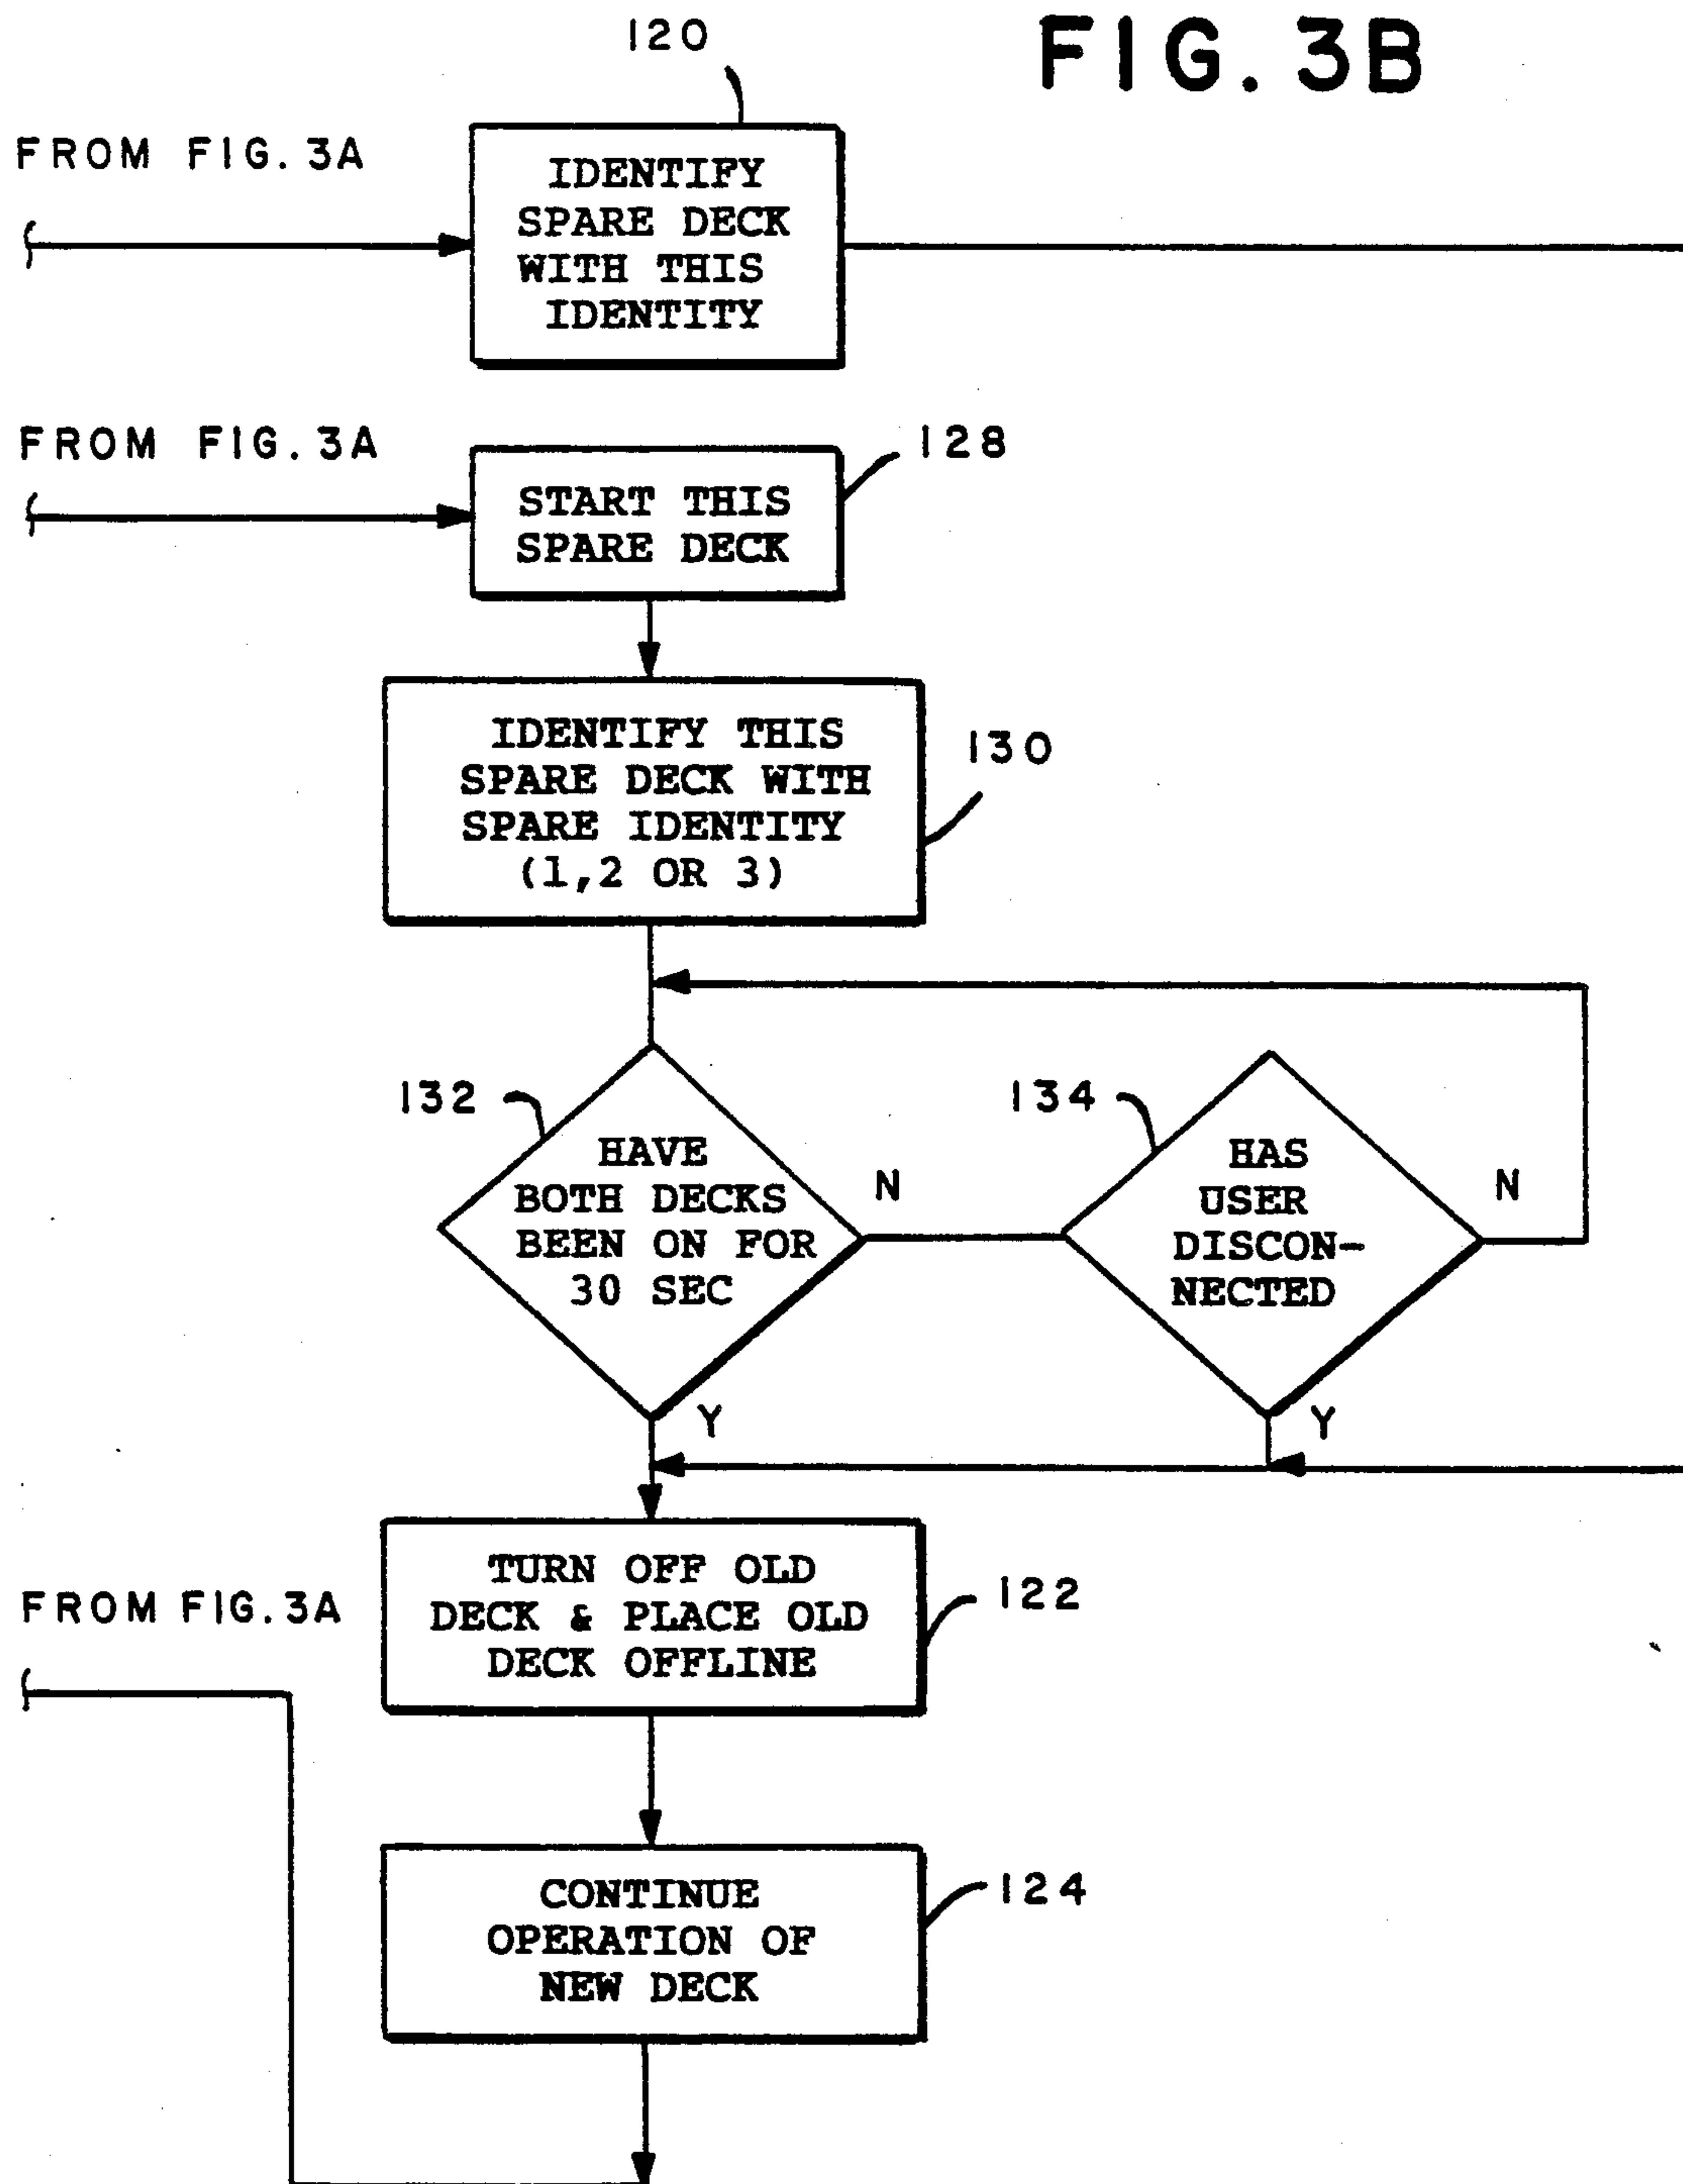 120
FIG. 3B
FROM FIG. 3A
IDENTIFY
SPARE DECK
WITH THIS
IDENTITY
FROM FIG. 3A
128
START THIS
SPARE DECK
130
IDENTIFY THIS
SPARE DECK WITH
SPARE IDENTITY
(1,2 OR 3)
132
HAVE
BOTH DECKS
BEEN ON FOR
30 SEC
N
Y
134
HAS
USER
DISCON-
NECTED
N
Y
FROM FIG. 3A
122
TURN OFF OLD
DECK & PLACE OLD
DECK OFFLINE
124
CONTINUE
OPERATION OF
NEW DECK